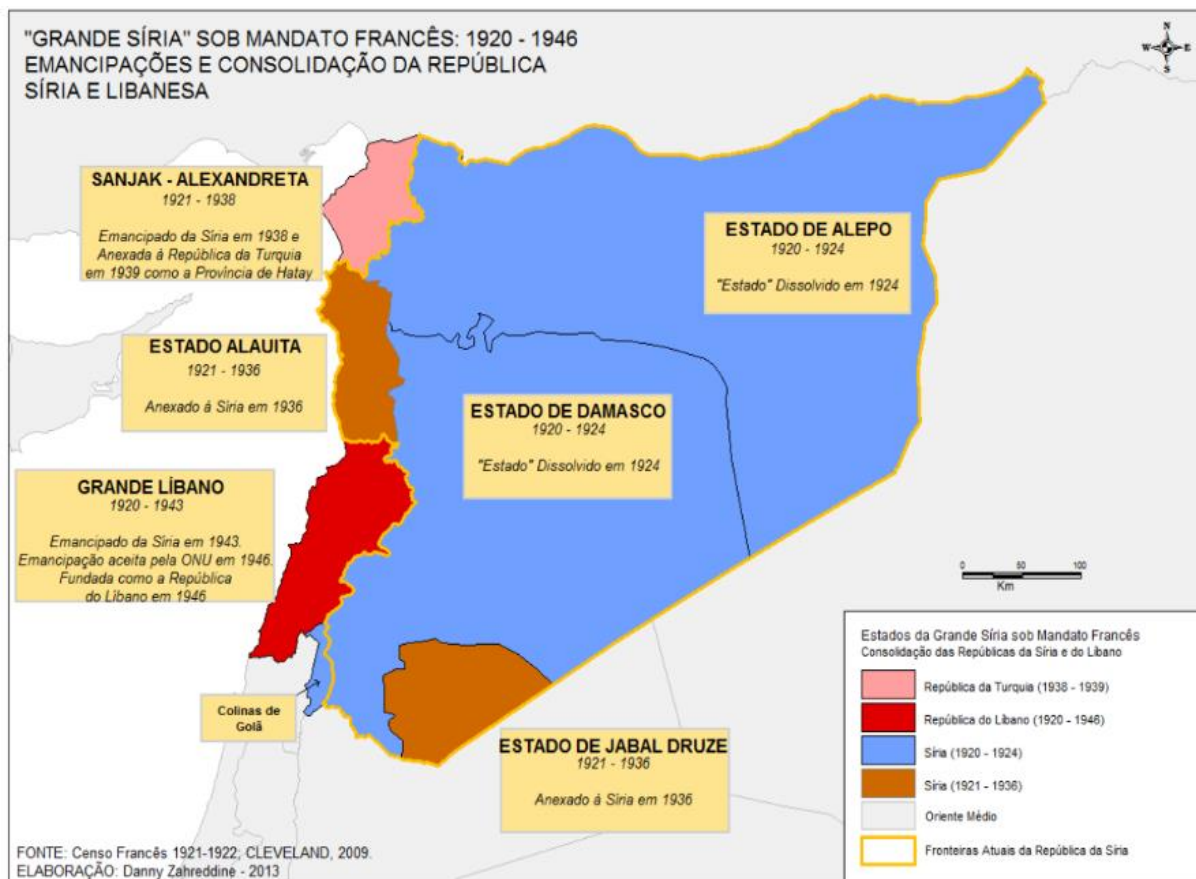 "GRANDE SÍRIA" SOB MANDATO FRANCÊS: 1920 - 1946
EMANCIPAÇÕES E CONSOLIDAÇÃO DA REPÚBLICA
SÍRIA E LIBANESA
N
W
E
S
SANJAK - ALEXANDRETA
1921 - 1938
Emancipado da Síria em 1938 e
Anexada á República da Turquia
em 1939 como a Província de Hatay
ESTADO DE ALEPO
1920 - 1924
"Estado" Dissolvido em 1924
ESTADO ALAUITA
1921 - 1936
Anexado á Síria em 1936
ESTADO DE DAMASCO
1920 - 1924
"Estado" Dissolvido em 1924
GRANDE LÍBANO
1920 - 1943
Emancipado da Síria em 1943.
Emancipação aceita pela ONU em 1946.
Fundada como a República
do Líbano em 1946
0 50 100
Km
Colinas de
Golã
ESTADO DE JABAL DRUZE
1921 - 1936
Anexado á Síria em 1936
Estados da Grande Síria sob Mandato Francês
Consolidação das Repúblicas da Síria e do Líbano
República da Turquia (1938 - 1939)
República do Líbano (1920 - 1946)
Síria (1920 - 1924)
Síria (1921 - 1936)
Oriente Médio
Fronteiras Atuais da República da Síria
FONTE: Censo Francês 1921-1922; CLEVELAND, 2009.
ELABORAÇÃO: Danny Zahreddine - 2013